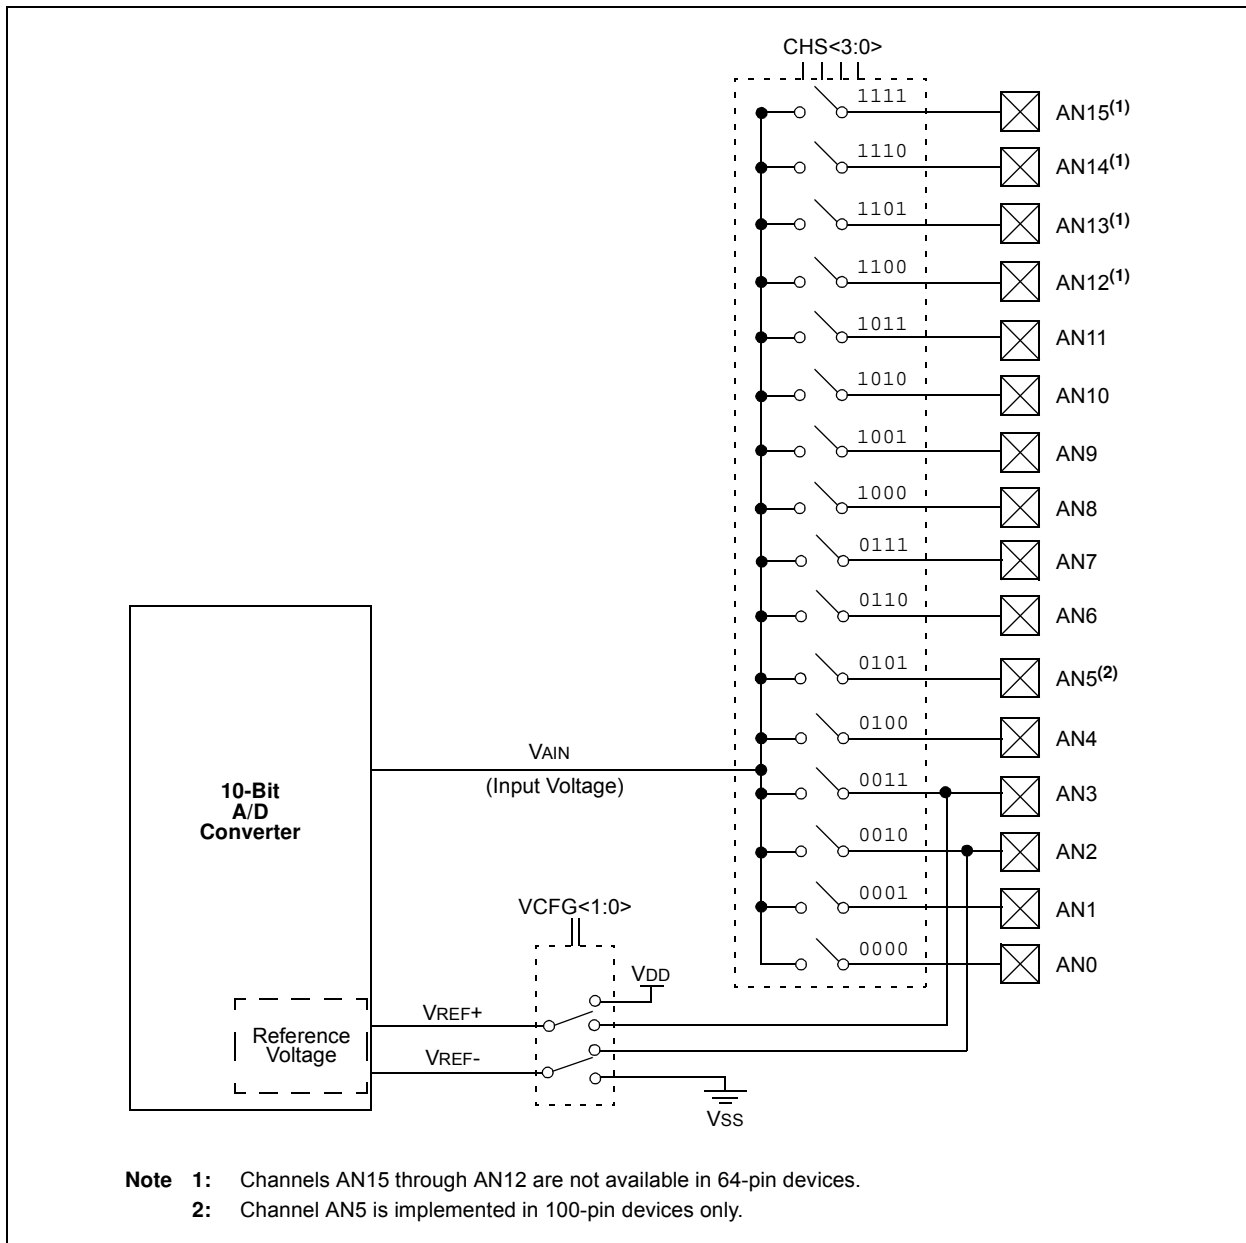 CHS<3:0>
1111
AN15(1)
1110
AN14(1)
1101
AN13(1)
1100
AN12(1)
1011
AN11
1010
AN10
1001
AN9
1000
AN8
0111
AN7
0110
AN6
0101
AN5(2)
0100
AN4
VAIN
(Input Voltage)
10-Bit
A/D
Converter
0011
AN3
0010
AN2
0001
AN1
0000
AN0
VCFG<1:0>
VDD
VREF+
Reference
Voltage
VREF-
VSS
Note 1: Channels AN15 through AN12 are not available in 64-pin devices.
2: Channel AN5 is implemented in 100-pin devices only.